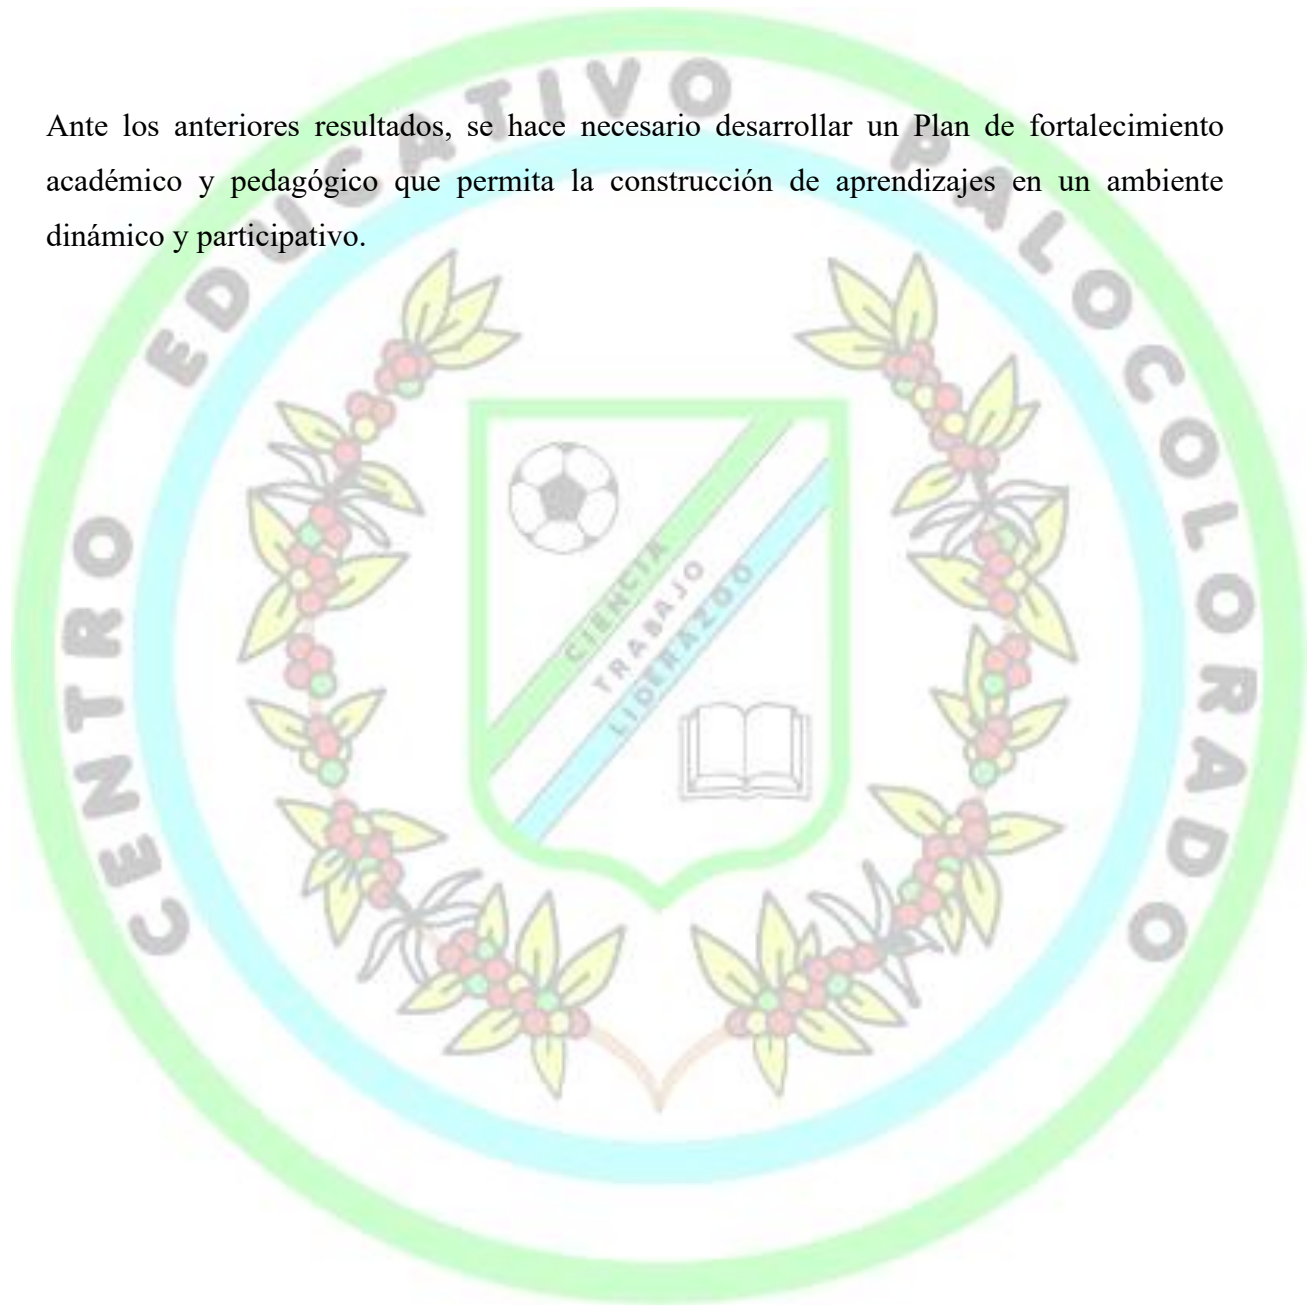 Ante los anteriores resultados, se hace necesario desarrollar un Plan de fortalecimiento
académico y pedagógico que permita la construcción de aprendizajes en un ambiente
dinámico y participativo.
CENTRO EDUCATIVO PALOCOLORADO
CIENCIA
TRABAJO
LIDERAZGO